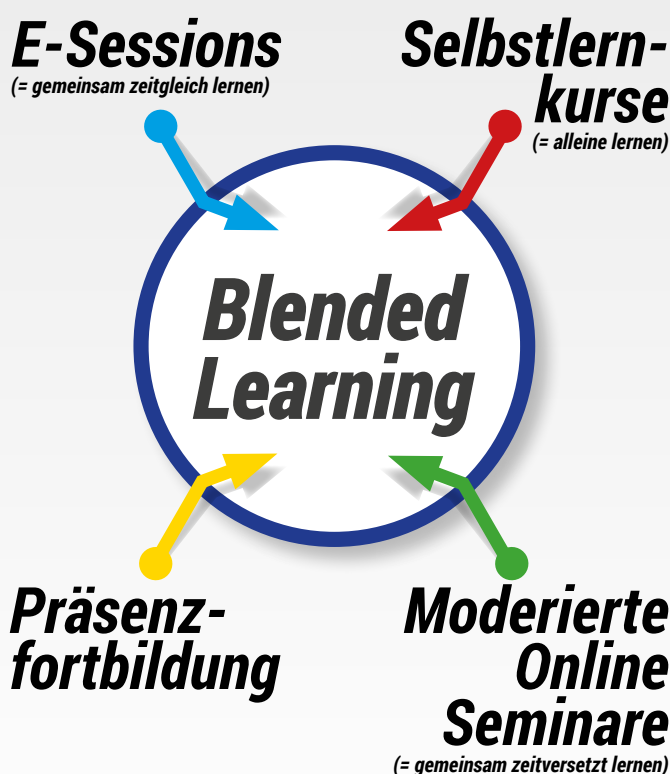 E-Sessions
(= gemeinsam zeitgleich lernen)
Selbstlern-
kurse
(= alleine lernen)
Blended
Learning
Präsenz-
fortbildung
Moderierte
Online
Seminare
(= gemeinsam zeitversetzt lernen)